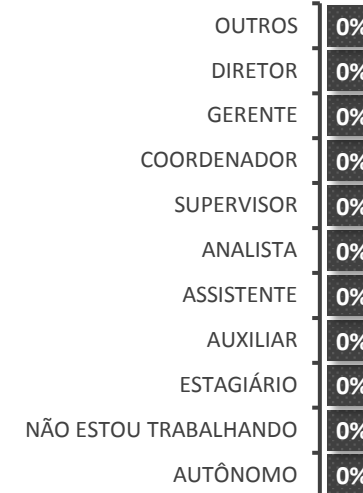 OUTROS 0%
DIRETOR 0%
GERENTE 0%
COORDENADOR 0%
SUPERVISOR 0%
ANALISTA 0%
ASSISTENTE 0%
AUXILIAR 0%
ESTAGIÁRIO 0%
NÃO ESTOU TRABALHANDO 0%
AUTÔNOMO 0%